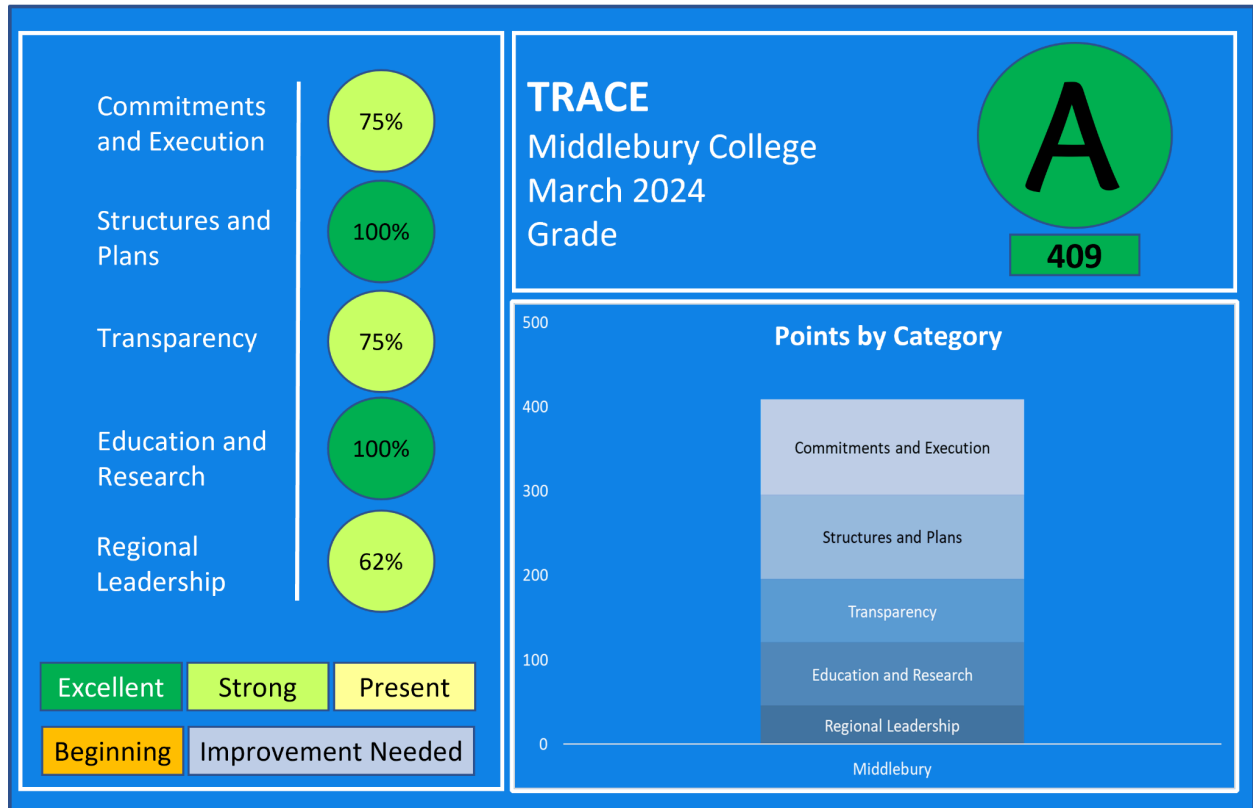 Commitments
and Execution
75%
Structures and
Plans
100%
Transparency
75%
Education and
Research
100%
Regional
Leadership
62%
Excellent
Strong
Present
Beginning
Improvement Needed
TRACE
Middlebury College
March 2024
Grade
A
409
Points by Category
500
400
300
200
100
0
Commitments and Execution
Structures and Plans
Transparency
Education and Research
Regional Leadership
Middlebury